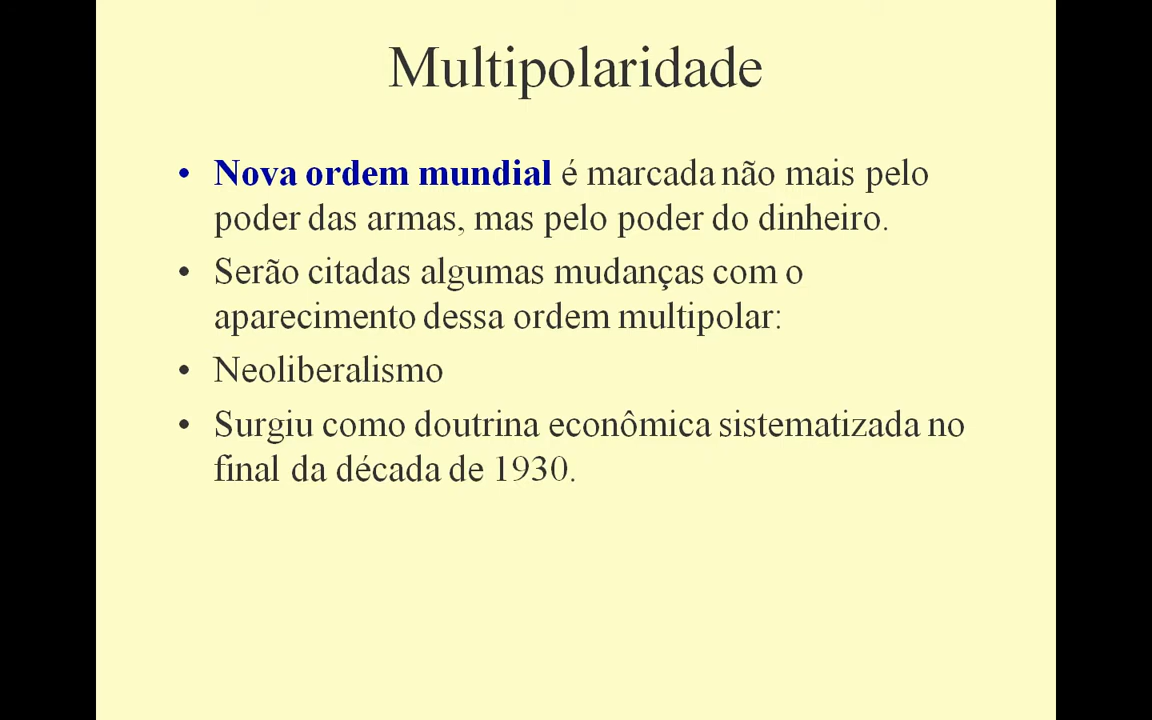 Multipolaridade
• Nova ordem mundial é marcada não mais pelo
poder das armas, mas pelo poder do dinheiro.
• Serão citadas algumas mudanças com o
aparecimento dessa ordem multipolar:
• Neoliberalismo
• Surgiu como doutrina econômica sistematizada no
final da década de 1930.